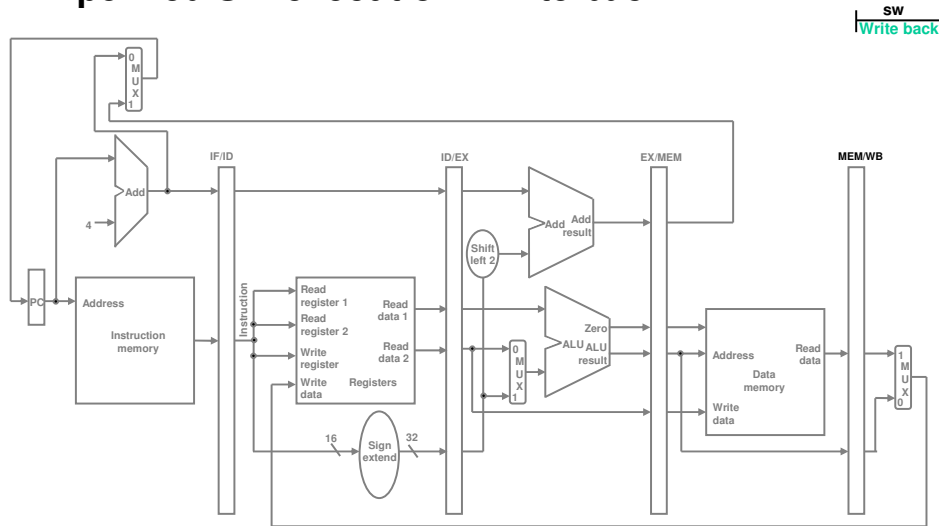 sw
Write back
0
M
U
X
1
IF/ID
ID/EX
EX/MEM
MEM/WB
Add
4
Add
Add
result
Shift
left 2
PC
Address
Instruction
memory
Instruction
Read
register 1
Read
register 2
Write
register
Write
data
Read
data 1
Read
data 2
Registers
0
M
U
X
1
Zero
ALU
ALU
result
Address
Read
data
Data
memory
Write
data
1
M
U
X
0
16
Sign
extend
32